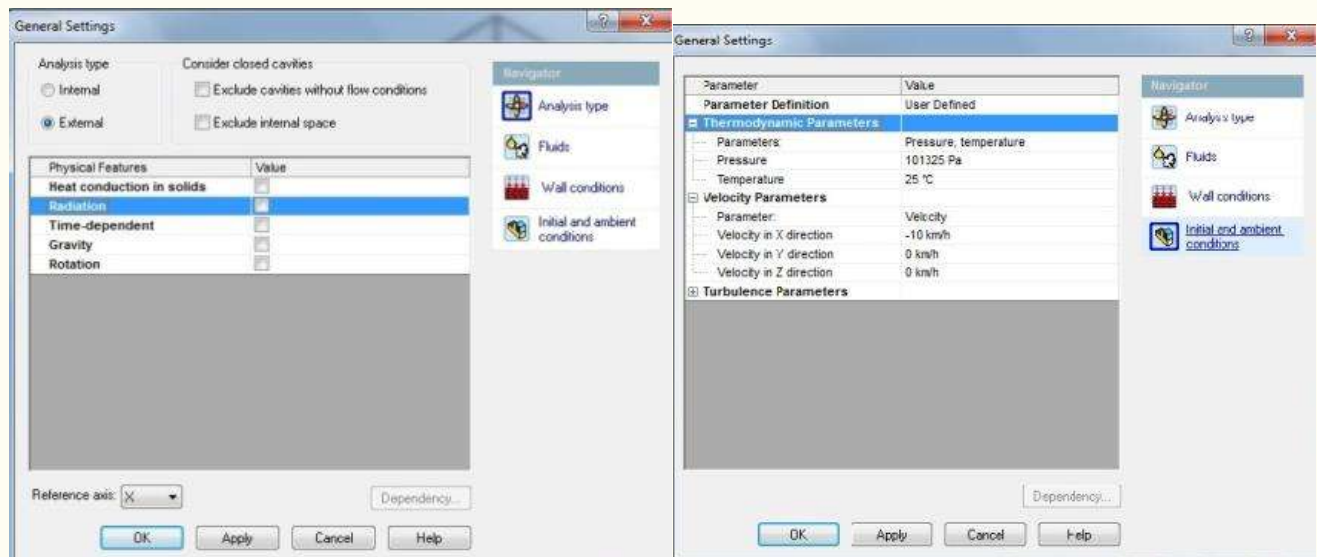 General Settings
Analysis type
Internal
External
Consider closed cavities
Exclude cavities without flow conditions
Exclude internal space
Physical Features Value
Heat conduction in solids
Radiation
Time-dependent
Gravity
Rotation
Reference axis: X
Dependency...
OK Apply Cancel Help
Navigator
Analysis type
Fluids
Wall conditions
Initial and ambient
conditions
General Settings
Parameter Value
Parameter Definition User Defined
Thermodynamic Parameters
Parameters: Pressure, temperature
Pressure 101325 Pa
Temperature 25 °C
Velocity Parameters
Parameter: Velocity
Velocity in X direction -10 km/h
Velocity in Y direction 0 km/h
Velocity in Z direction 0 km/h
Turbulence Parameters
Dependency...
OK Apply Cancel Help
Navigator
Analysis type
Fluids
Wall conditions
Initial and ambient
conditions